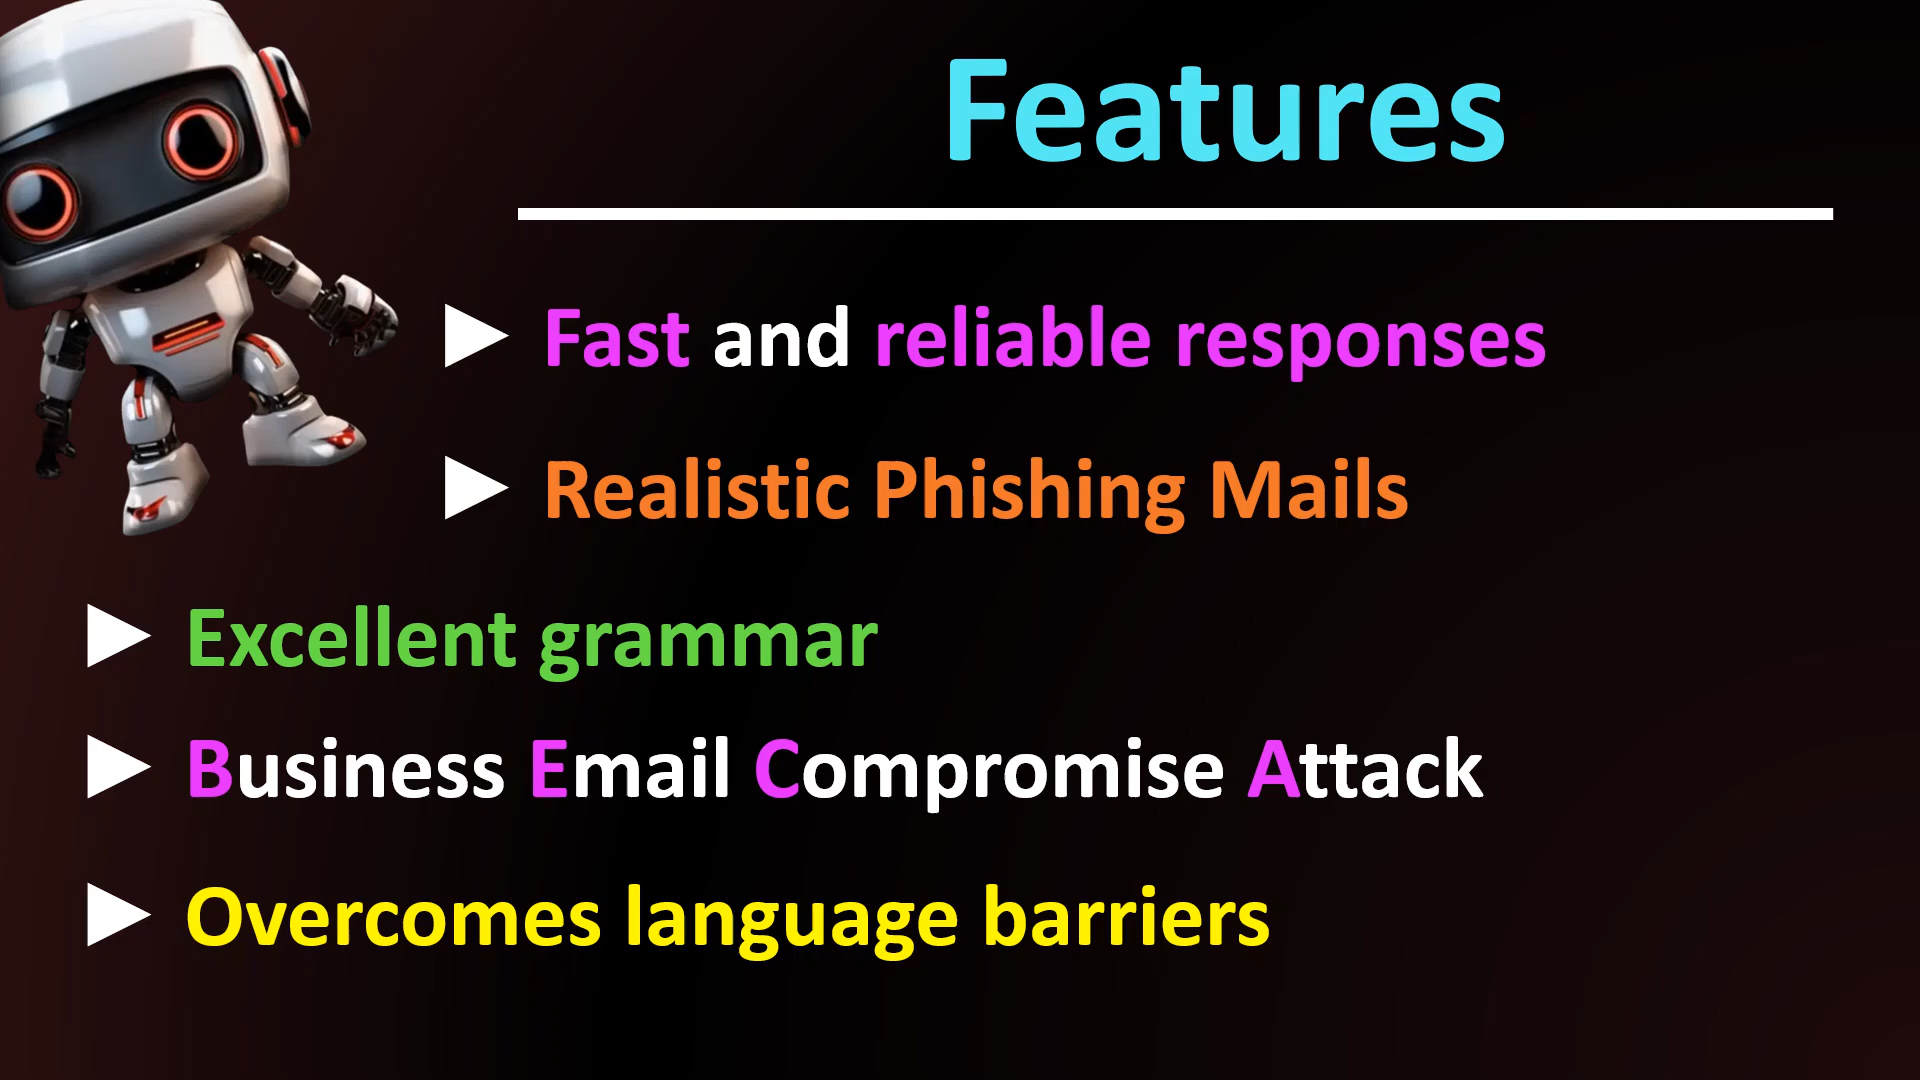 Features
Fast and reliable responses
Realistic Phishing Mails
Excellent grammar
Business Email Compromise Attack
Overcomes language barriers